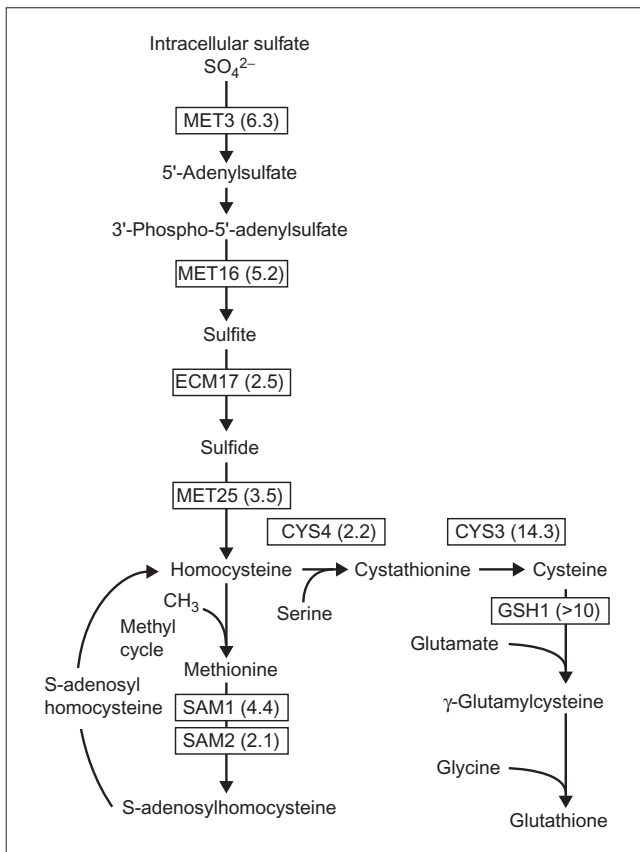 Intracellular sulfate
SO₄²⁻
MET3 (6.3)
5'-Adenylsulfate
3'-Phospho-5'-adenylsulfate
MET16 (5.2)
Sulfite
ECM17 (2.5)
Sulfide
MET25 (3.5)
CYS4 (2.2)
CYS3 (14.3)
Homocysteine
Cystathionine
Cysteine
CH₃
Serine
GSH1 (>10)
Methyl
cycle
Glutamate
Methionine
S-adenosyl
homocysteine
SAM1 (4.4)
γ-Glutamylcysteine
SAM2 (2.1)
Glycine
S-adenosylhomocysteine
Glutathione